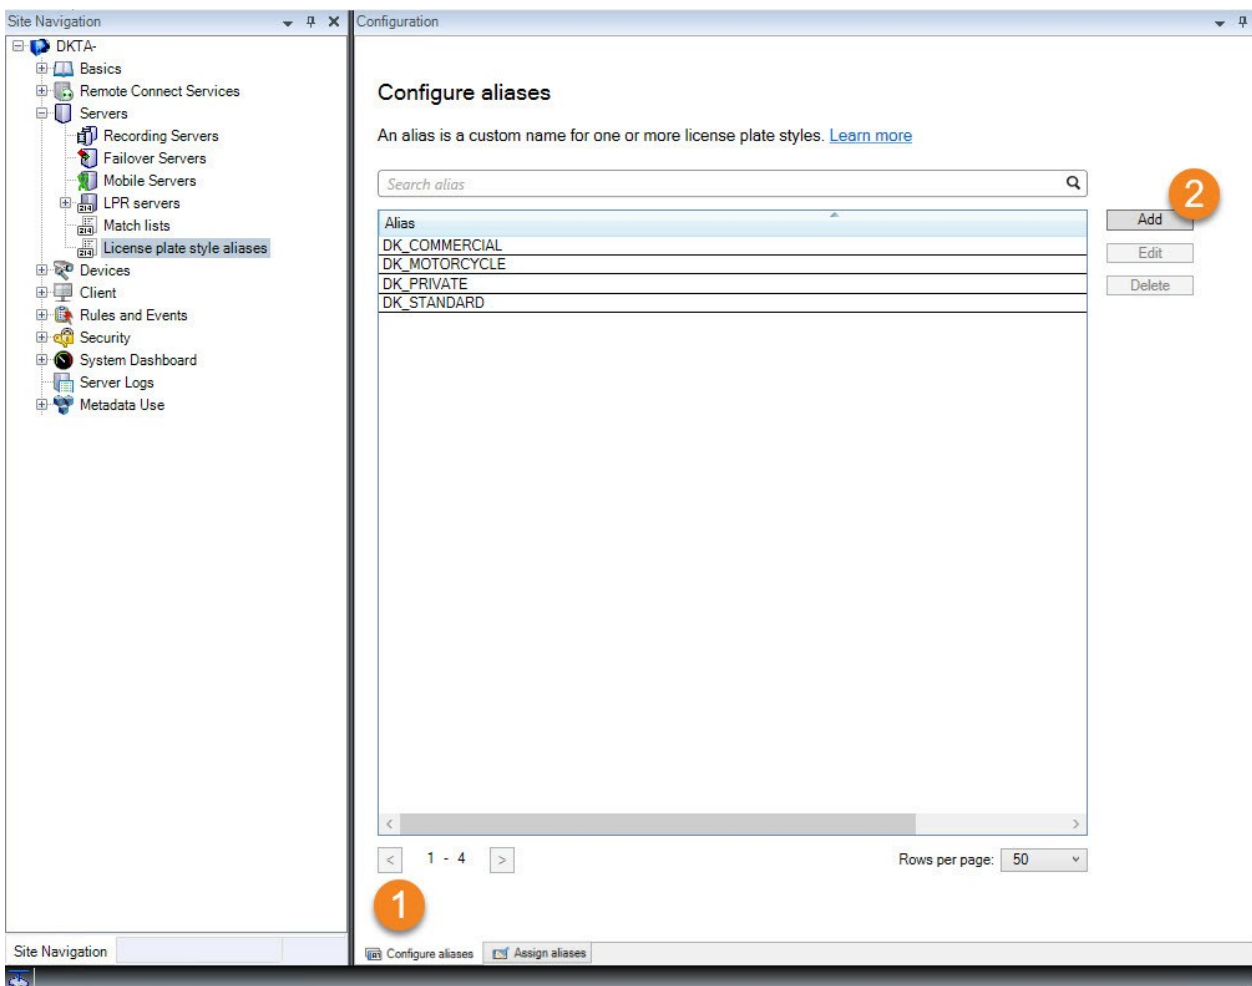 Site Navigation
DKTA-
Basics
Remote Connect Services
Servers
Recording Servers
Failover Servers
Mobile Servers
LPR servers
Match lists
License plate style aliases
Devices
Client
Rules and Events
Security
System Dashboard
Server Logs
Metadata Use
Site Navigation
Configuration
Configure aliases
An alias is a custom name for one or more license plate styles. Learn more
Search alias
Alias
DK_COMMERCIAL
DK_MOTORCYCLE
DK_PRIVATE
DK_STANDARD
2
Add
Edit
Delete
< 1 - 4 >
Rows per page: 50
1
Configure aliases
Assign aliases